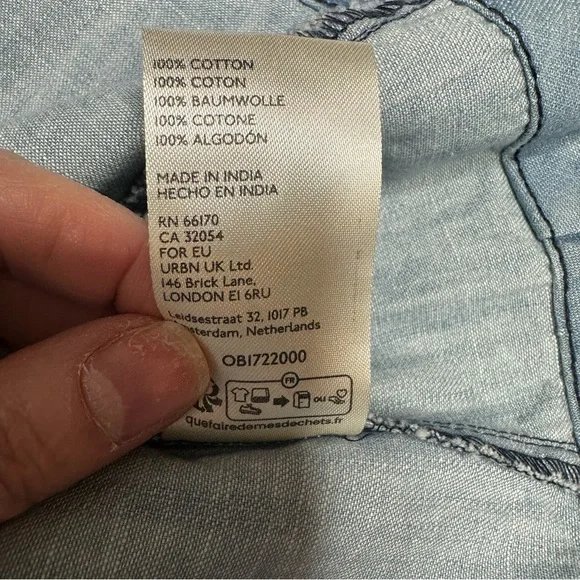 100% COTTON
100% COTON
100% BAUMWOLLE
100% COTONE
100% ALGODÓN
MADE IN INDIA
HECHO EN INDIA
RN 66170
CA 32054
FOR EU
URBN UK Ltd.
146 Brick Lane,
LONDON E1 6RU
Leidsestraat 32, 1017 PB
Netherlands
OB1722000
FR
OU
quefairedemesdechets.fr